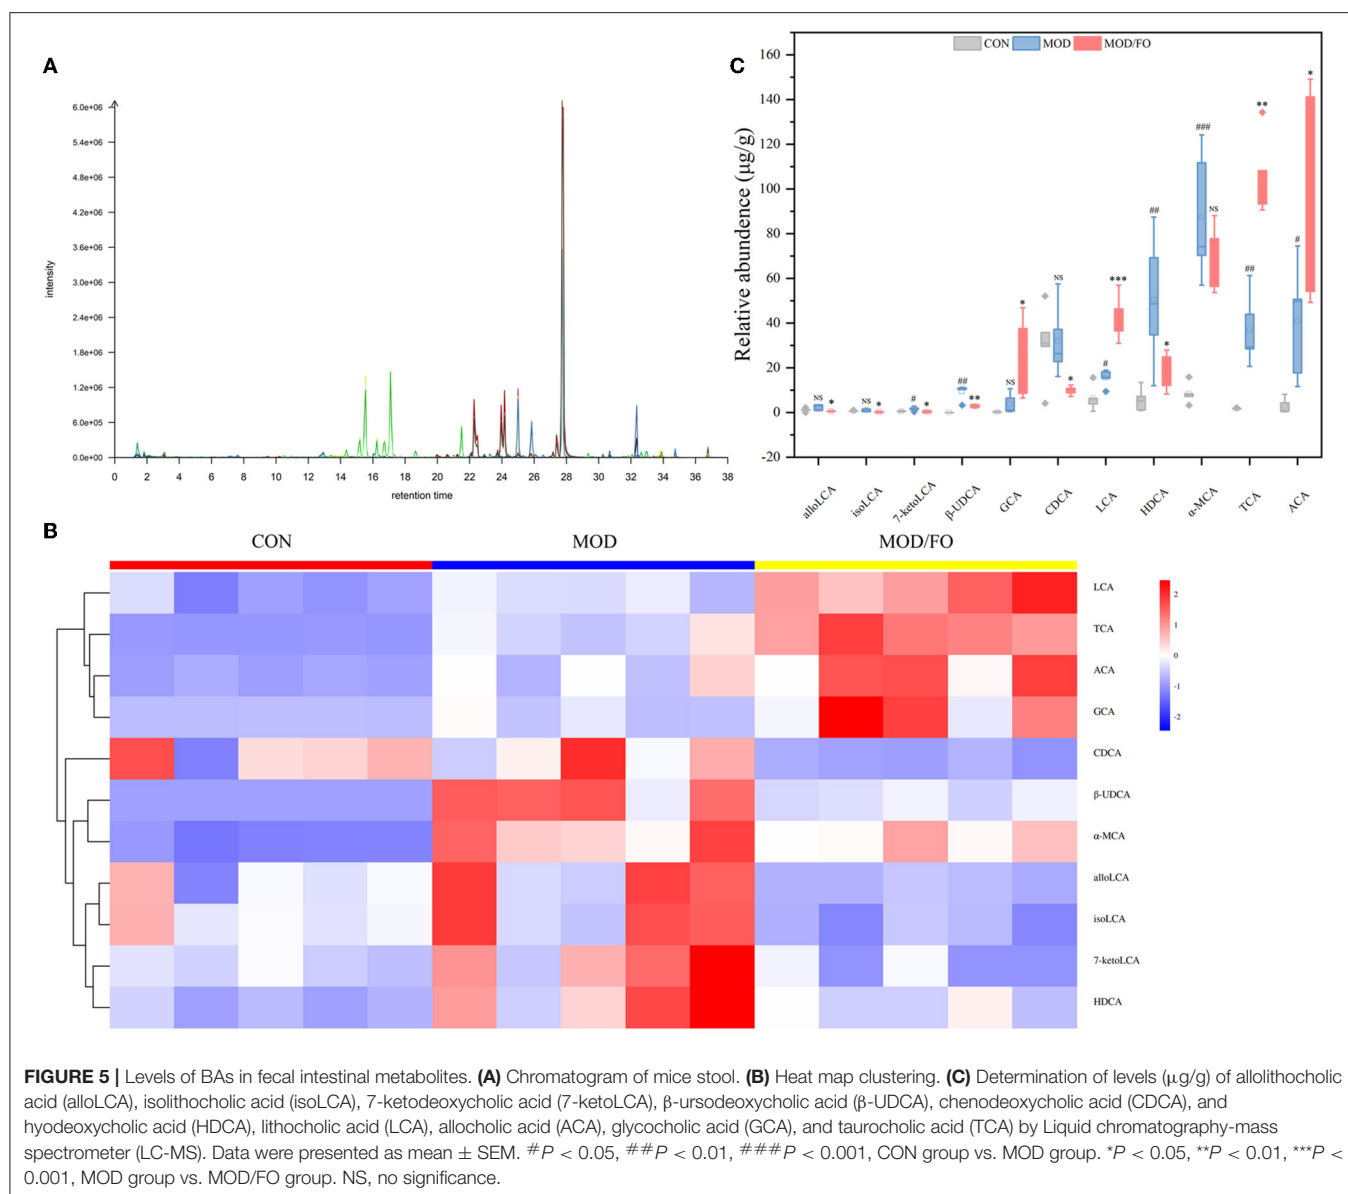 A
6.0e+06
5.4e+06
4.8e+06
4.2e+06
3.6e+06
3.0e+06
2.4e+06
1.8e+06
1.2e+06
6.0e+05
0.0e+00
intensity
0 2 4 6 8 10 12 14 16 18 20 22 24 26 28 30 32 34 36 38
retention time
C
CON MOD MOD/FO
160
140
120
100
80
60
40
20
0
-20
Relative abundence (μg/g)
NS * NS * # * ## ** NS * NS * # *** ## * ### NS ## ** # *
alloLCA isoLCA 7-ketoLCA β-UDCA GCA CDCA LCA HDCA α-MCA TCA ACA
B
CON MOD MOD/FO
LCA
TCA
ACA
GCA
CDCA
β-UDCA
α-MCA
alloLCA
isoLCA
7-ketoLCA
HDCA
2
1
0
-1
-2
FIGURE 5 | Levels of BAs in fecal intestinal metabolites. (A) Chromatogram of mice stool. (B) Heat map clustering. (C) Determination of levels (μg/g) of allolithocholic
acid (alloLCA), isolithocholic acid (isoLCA), 7-ketodeoxycholic acid (7-ketoLCA), β-ursodeoxycholic acid (β-UDCA), chenodeoxycholic acid (CDCA), and
hyodeoxycholic acid (HDCA), lithocholic acid (LCA), allocholic acid (ACA), glycocholic acid (GCA), and taurocholic acid (TCA) by Liquid chromatography-mass
spectrometer (LC-MS). Data were presented as mean ± SEM. #P < 0.05, ##P < 0.01, ###P < 0.001, CON group vs. MOD group. *P < 0.05, **P < 0.01, ***P <
0.001, MOD group vs. MOD/FO group. NS, no significance.